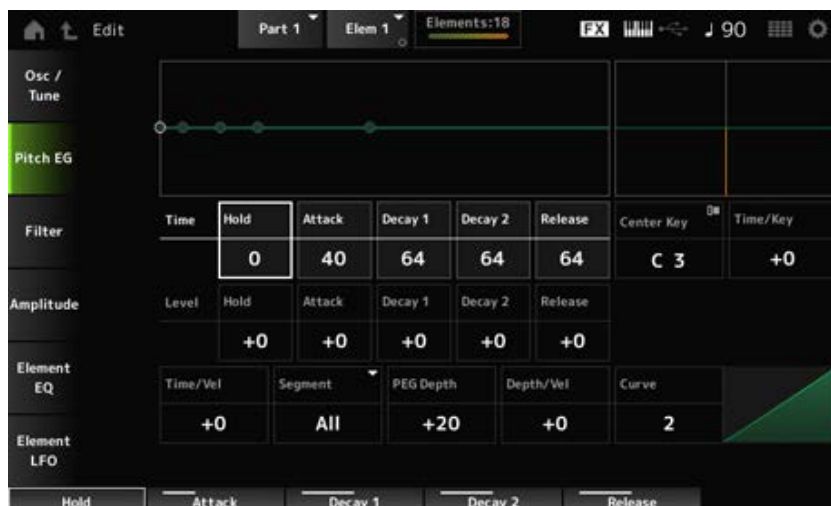 Edit Part 1 Elem 1 Elements:18 FX ♩ 90
Osc /
Tune
Pitch EG
Filter
Amplitude
Element
EQ
Element
LFO
Time Hold Attack Decay 1 Decay 2 Release Center Key Time/Key
0 40 64 64 64 C 3 +0
Level Hold Attack Decay 1 Decay 2 Release
+0 +0 +0 +0 +0
Time/Vel Segment PEG Depth Depth/Vel Curve
+0 All +20 +0 2
Hold Attack Decay 1 Decay 2 Release